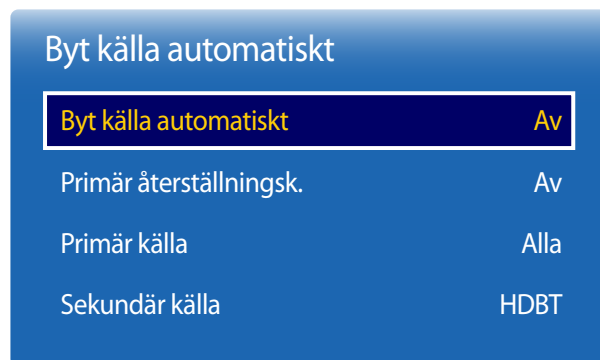 Byt källa automatiskt
Byt källa automatiskt Av
Primär återställningsk. Av
Primär källa Alla
Sekundär källa HDBT